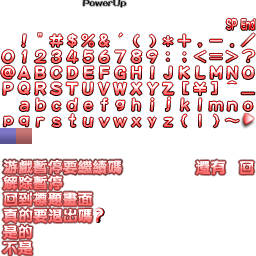 PowerUp
SP End
! " # $ % & ' ( ) * + , - . /
0 1 2 3 4 5 6 7 8 9 : ; < = > ?
@ A B C D E F G H I J K L M N O
P Q R S T U V W X Y Z [ ¥ ] ^ _
a b c d e f g h i j k l m n o
p q r s t u v w x y z ( ) ~
遊戲暫停要繼續嗎 還有 回
解除暫停
回到標題畫面
真的要退出嗎?
是的
不是